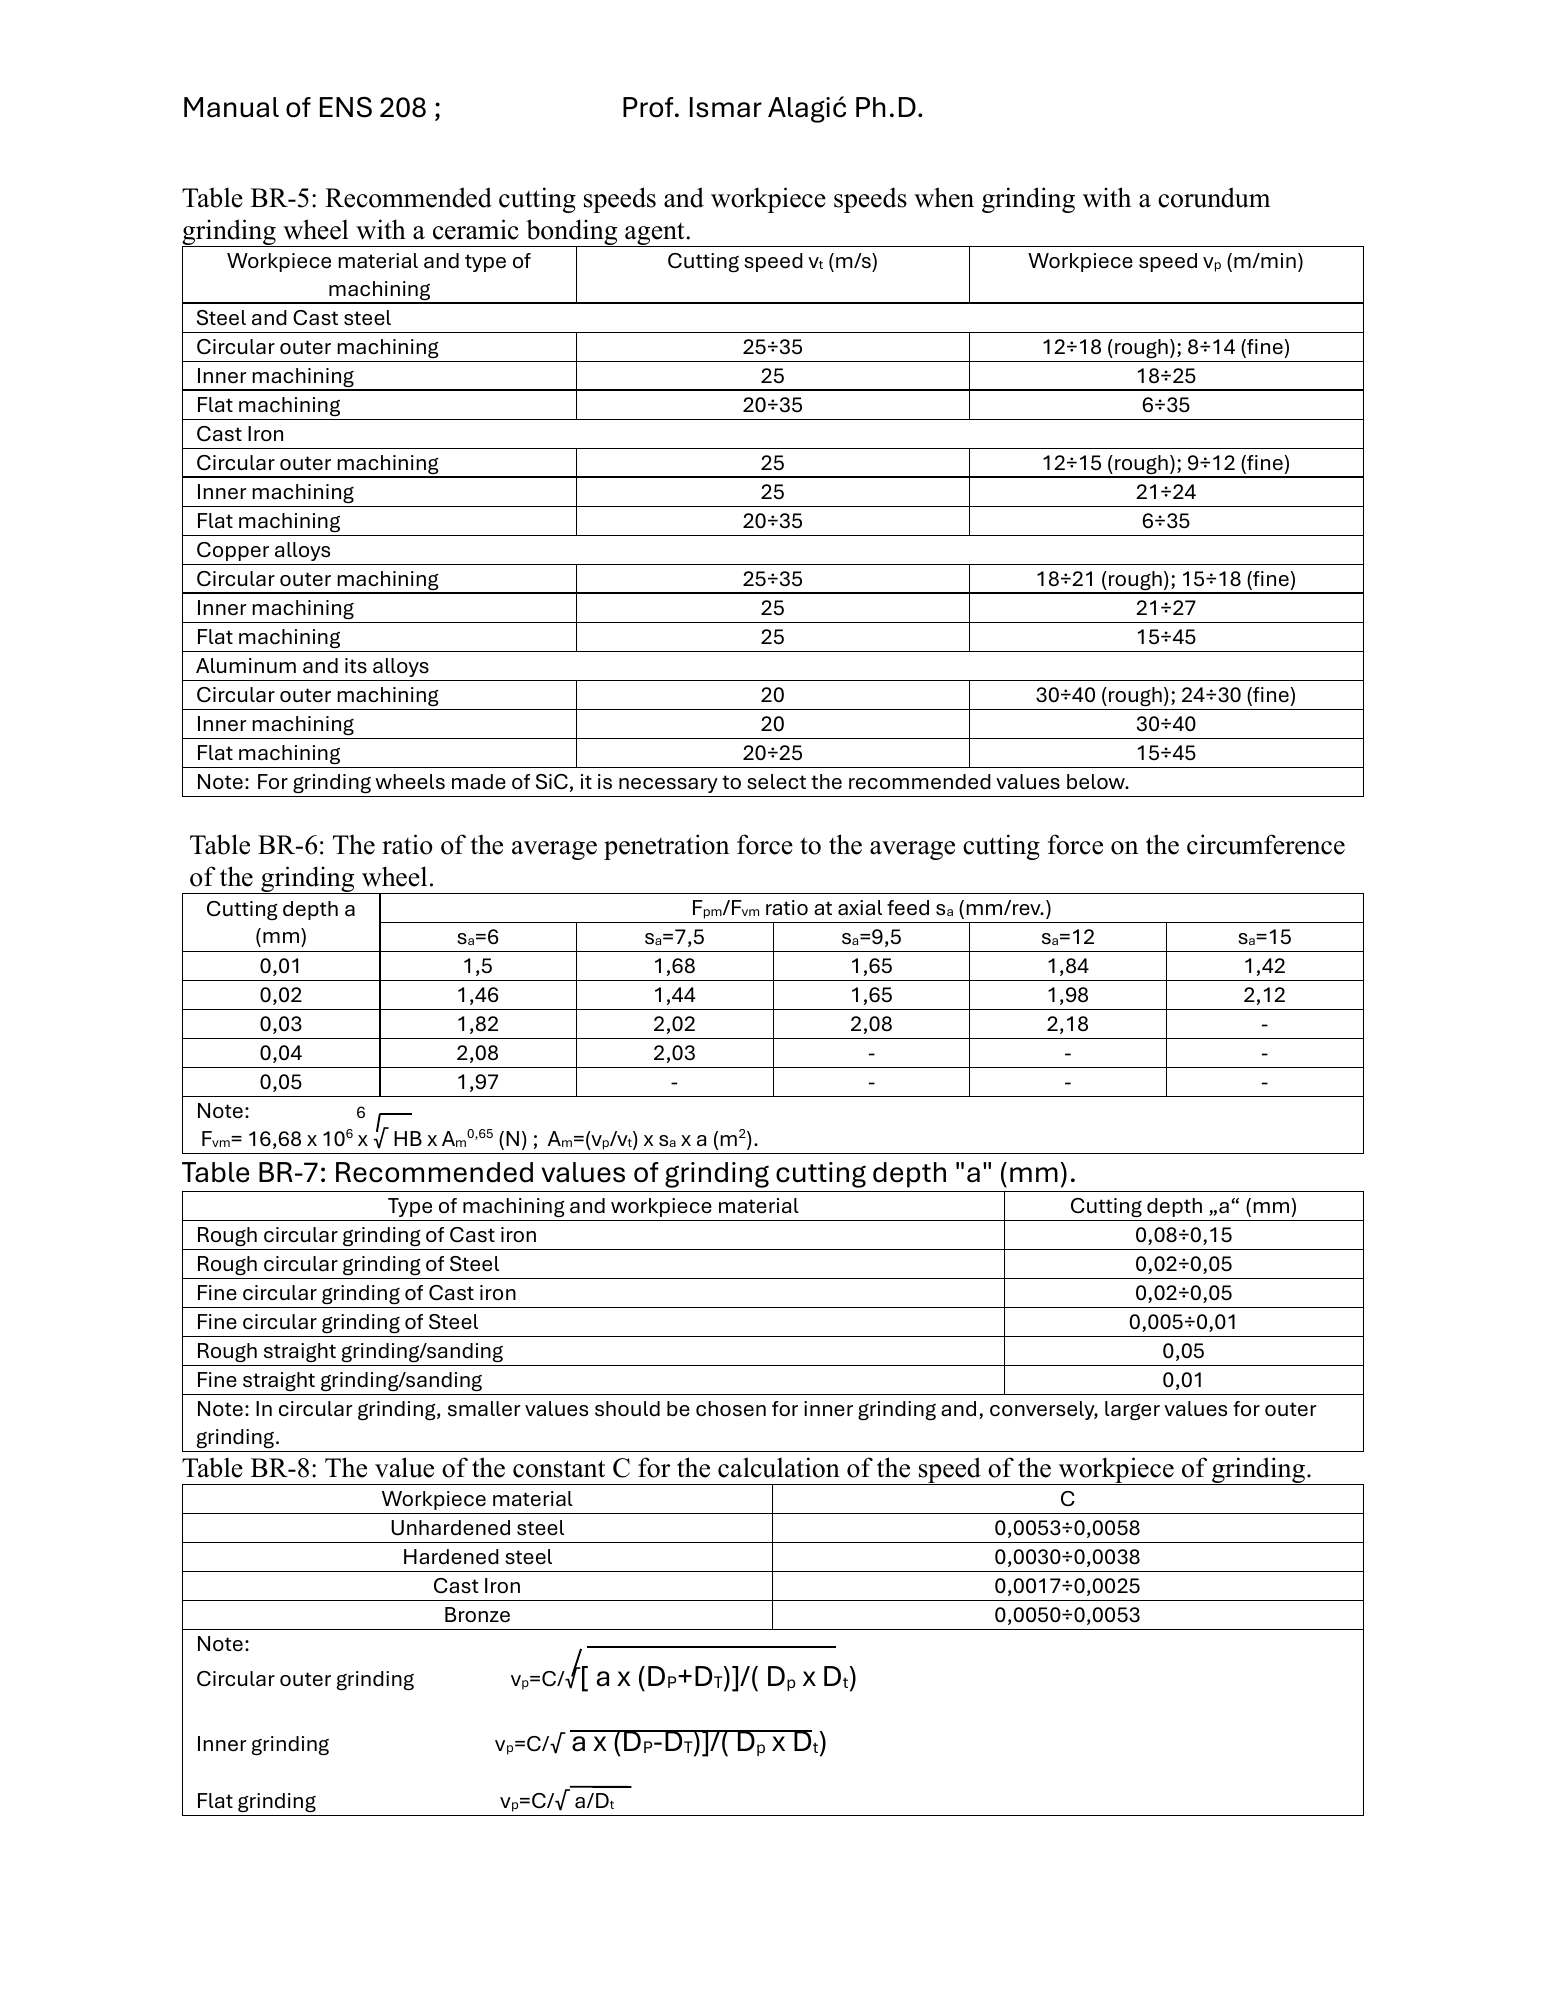 Manual of ENS 208 ; Prof. Ismar Alagić Ph.D.
Table BR-5: Recommended cutting speeds and workpiece speeds when grinding with a corundum
grinding wheel with a ceramic bonding agent.
Workpiece material and type of machining Cutting speed vₜ (m/s) Workpiece speed vₚ (m/min)
Steel and Cast steel
Circular outer machining 25÷35 12÷18 (rough); 8÷14 (fine)
Inner machining 25 18÷25
Flat machining 20÷35 6÷35
Cast Iron
Circular outer machining 25 12÷15 (rough); 9÷12 (fine)
Inner machining 25 21÷24
Flat machining 20÷35 6÷35
Copper alloys
Circular outer machining 25÷35 18÷21 (rough); 15÷18 (fine)
Inner machining 25 21÷27
Flat machining 25 15÷45
Aluminum and its alloys
Circular outer machining 20 30÷40 (rough); 24÷30 (fine)
Inner machining 20 30÷40
Flat machining 20÷25 15÷45
Note: For grinding wheels made of SiC, it is necessary to select the recommended values below.
Table BR-6: The ratio of the average penetration force to the average cutting force on the circumference
of the grinding wheel.
Cutting depth a (mm) Fpm/Fvm ratio at axial feed sₐ (mm/rev.)
sₐ=6 sₐ=7,5 sₐ=9,5 sₐ=12 sₐ=15
0,01 1,5 1,68 1,65 1,84 1,42
0,02 1,46 1,44 1,65 1,98 2,12
0,03 1,82 2,02 2,08 2,18 -
0,04 2,08 2,03 - - -
0,05 1,97 - - - -
Note: 6
Fvm= 16,68 x 10⁶ x √ HB x Am^0,65 (N) ; Am=(vₚ/vₜ) x sₐ x a (m²).
Table BR-7: Recommended values of grinding cutting depth "a" (mm).
Type of machining and workpiece material Cutting depth „a“ (mm)
Rough circular grinding of Cast iron 0,08÷0,15
Rough circular grinding of Steel 0,02÷0,05
Fine circular grinding of Cast iron 0,02÷0,05
Fine circular grinding of Steel 0,005÷0,01
Rough straight grinding/sanding 0,05
Fine straight grinding/sanding 0,01
Note: In circular grinding, smaller values should be chosen for inner grinding and, conversely, larger values for outer
grinding.
Table BR-8: The value of the constant C for the calculation of the speed of the workpiece of grinding.
Workpiece material C
Unhardened steel 0,0053÷0,0058
Hardened steel 0,0030÷0,0038
Cast Iron 0,0017÷0,0025
Bronze 0,0050÷0,0053
Note:
Circular outer grinding vₚ=C/√[ a x (DP+DT)]/( Dₚ x Dₜ)
Inner grinding vₚ=C/√ a x (DP-DT)]/( Dₚ x Dₜ)
Flat grinding vₚ=C/√ a/Dₜ